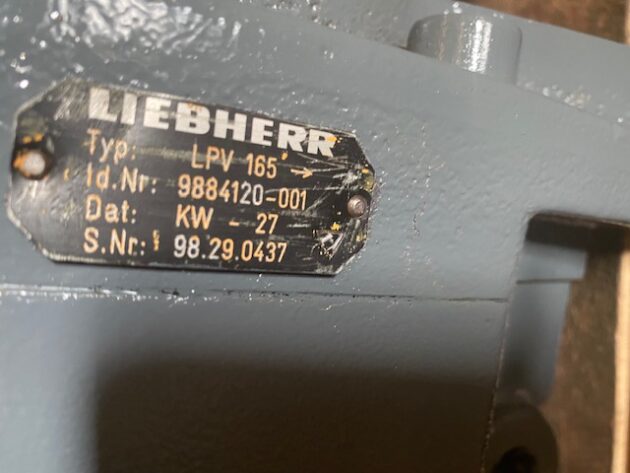 LIEBHERR
Typ: LPV 165 →
Id.Nr: 9884120-001
Dat: KW - 27
S.Nr: 98.29.0437